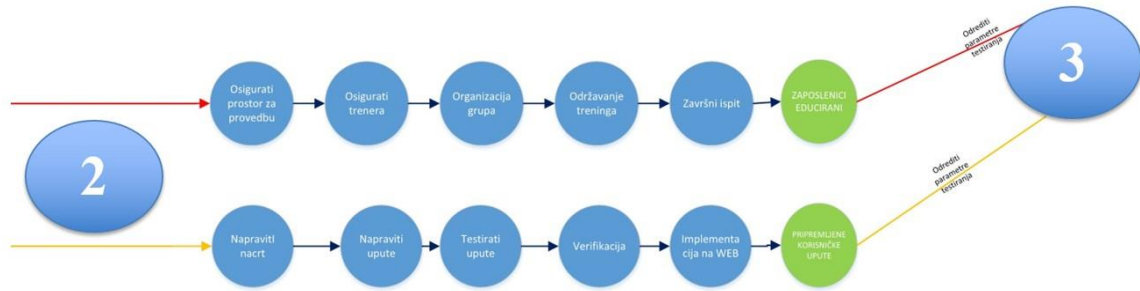 2
Osigurati
prostor za
provedbu
Osigurati
trenera
Organizacija
grupa
Održavanje
treninga
Završni ispit
ZAPOSLENICI
EDUCIRANI
Odrediti
parametre
testiranja
3
NapravitI
nacrt
Napraviti
upute
Testirati
upute
Verifikacija
Implementa
cija na WEB
PRIPREMLJENE
KORISNIČKE
UPUTE
Odrediti
parametre
testiranja